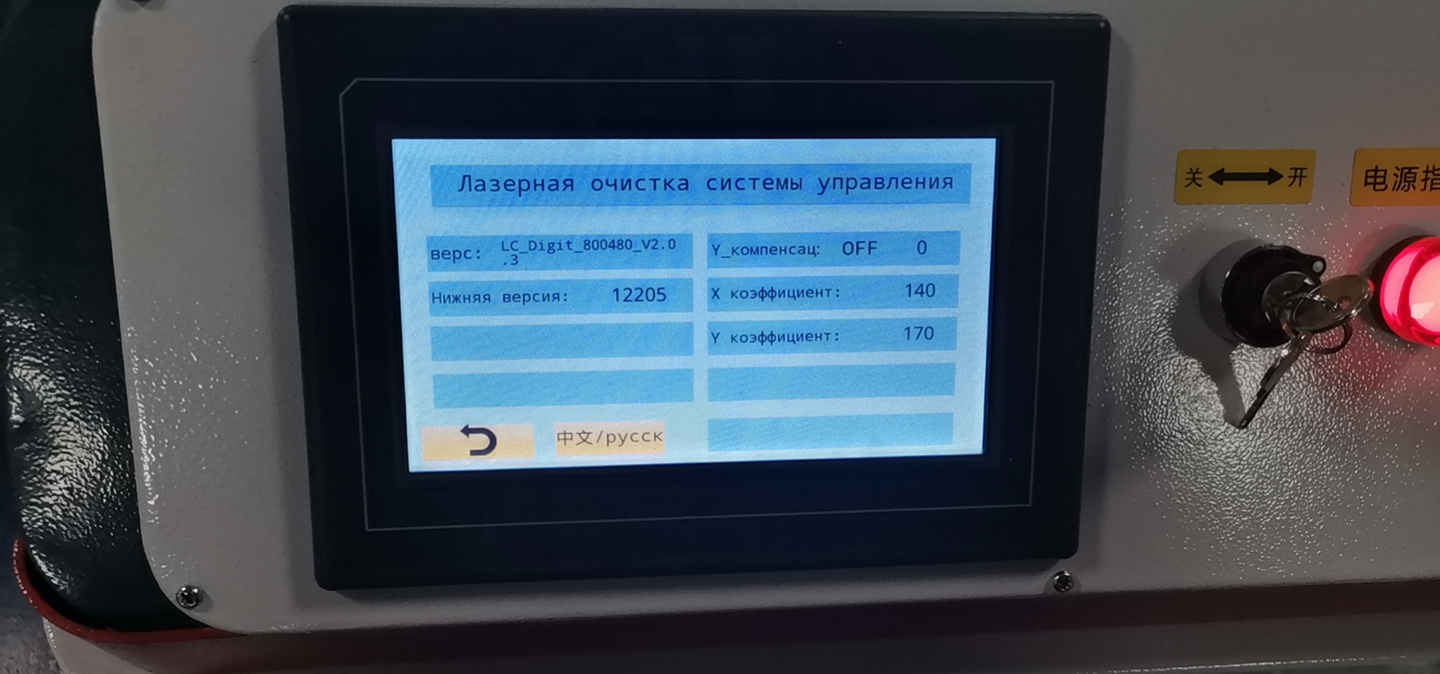 Лазерная очистка системы управления
верс: LC_Digit_800480_V2.0
.3
Y_компенсац: OFF 0
Нижняя версия: 12205
X коэффициент: 140
Y коэффициент: 170
中文/русск
关 开
电源指